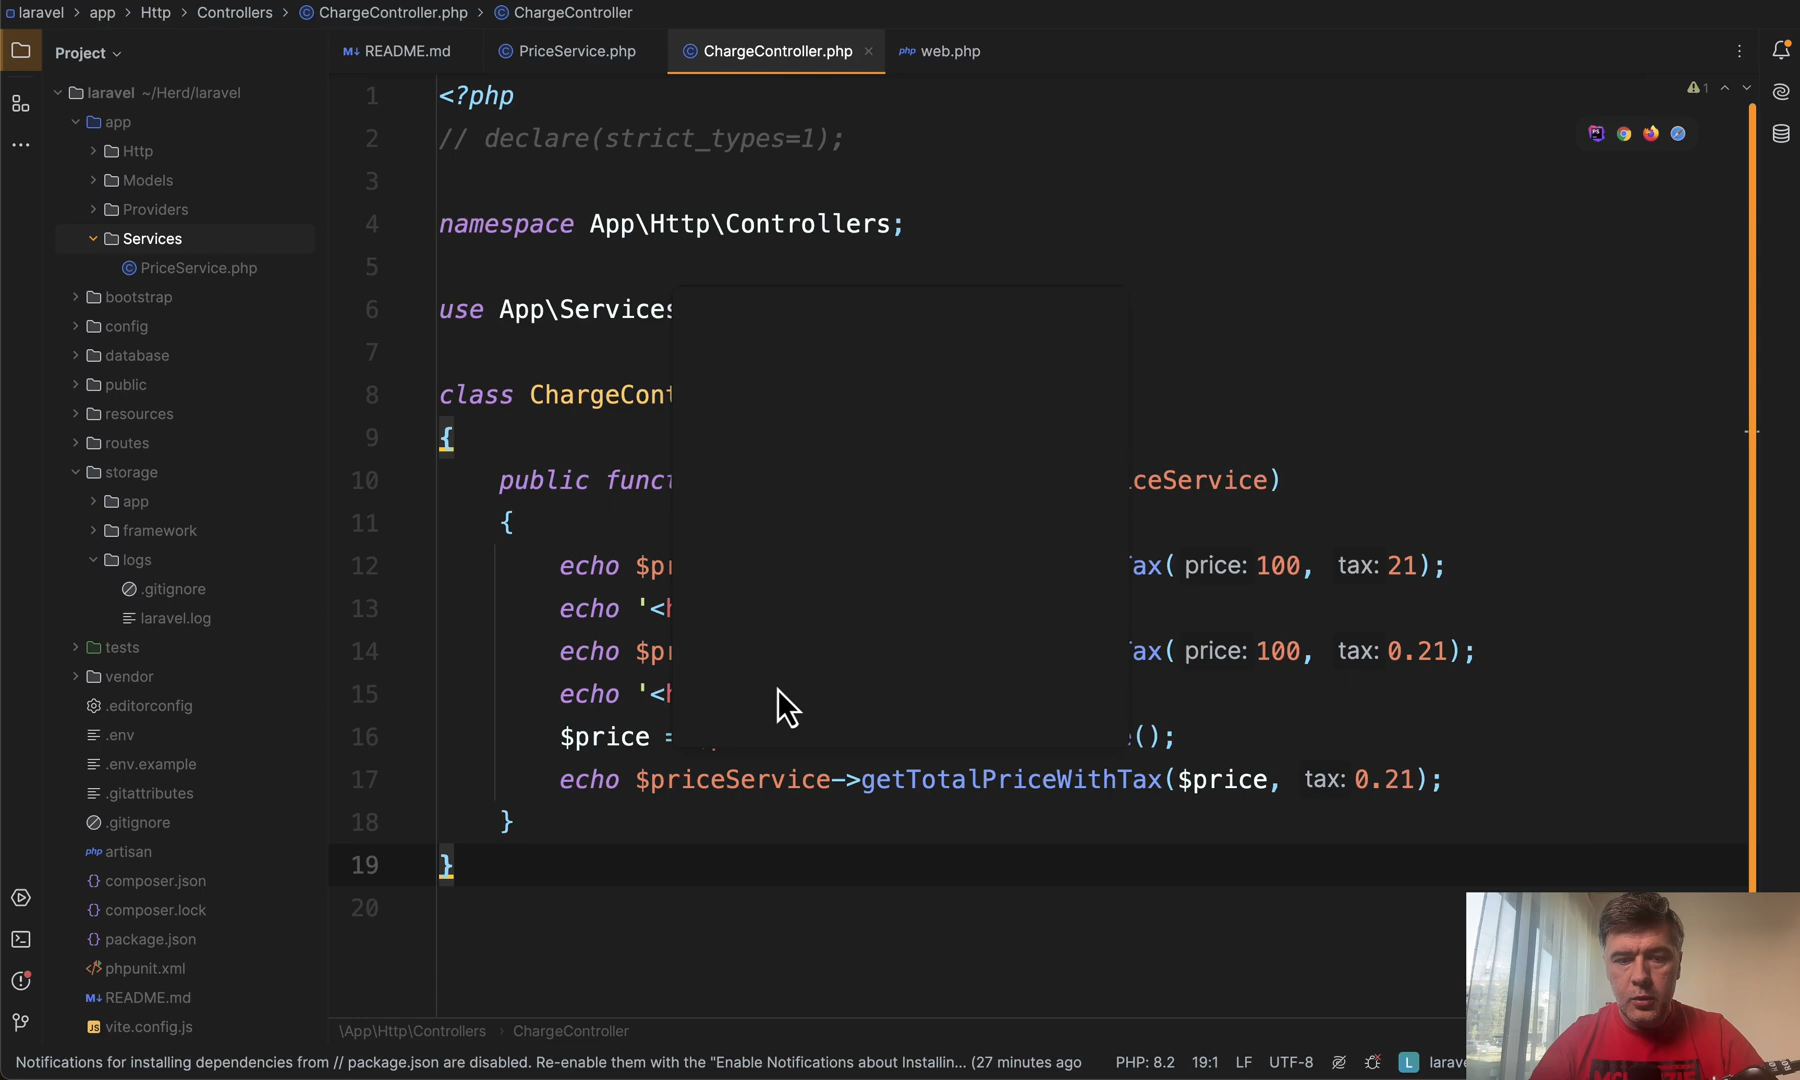 laravel > app > Http > Controllers > ChargeController.php > ChargeController
Project
README.md
PriceService.php
ChargeController.php
php web.php
laravel ~/Herd/laravel
app
Http
Models
Providers
Services
PriceService.php
bootstrap
config
database
public
resources
routes
storage
app
framework
logs
.gitignore
laravel.log
tests
vendor
.editorconfig
.env
.env.example
.gitattributes
.gitignore
php artisan
composer.json
composer.lock
package.json
phpunit.xml
README.md
vite.config.js
1
1 <?php
2 // declare(strict_types=1);
3
4 namespace App\Http\Controllers;
5
6 use App\Services
7
8 class ChargeCont
9 {
10 public funct iceService)
11 {
12 echo $pr Tax( price: 100, tax: 21);
13 echo '<h
14 echo $pr Tax( price: 100, tax: 0.21);
15 echo '<h
16 $price = ();
17 echo $priceService->getTotalPriceWithTax($price, tax: 0.21);
18 }
19 }
20
\App\Http\Controllers > ChargeController
Notifications for installing dependencies from // package.json are disabled. Re-enable them with the "Enable Notifications about Installin... (27 minutes ago
PHP: 8.2 19:1 LF UTF-8 L larave